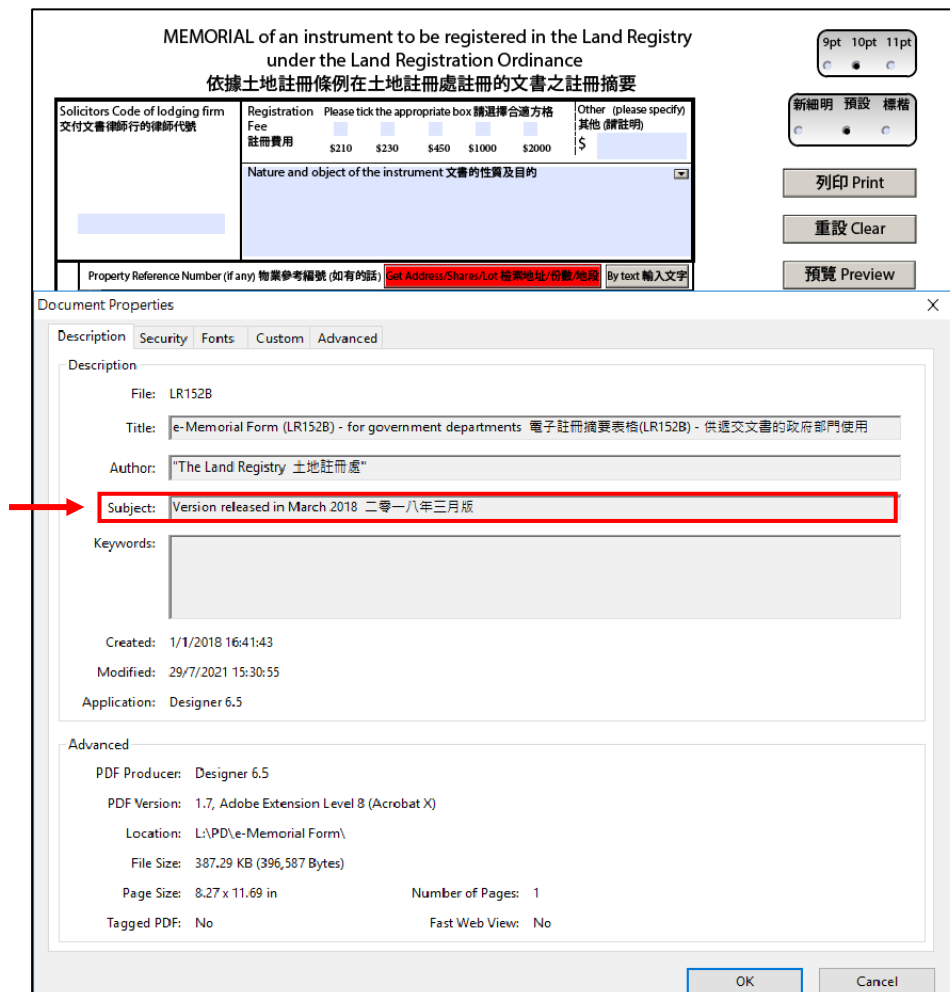 MEMORIAL of an instrument to be registered in the Land Registry
under the Land Registration Ordinance
依據土地註冊條例在土地註冊處註冊的文書之註冊摘要
9pt 10pt 11pt
新細明 預設 標楷
列印 Print
重設 Clear
預覽 Preview
Solicitors Code of lodging firm
交付文書律師行的律師代號
Registration Please tick the appropriate box 請選擇合適方格
Fee
註冊費用
$210 $230 $450 $1000 $2000
Other (please specify)
其他 (請註明)
$
Nature and object of the instrument 文書的性質及目的
Property Reference Number (if any) 物業參考編號 (如有的話) Get Address/Shares/Lot 檢索地址/份數/地段 By text 輸入文字
Document Properties X
Description Security Fonts Custom Advanced
Description
File: LR152B
Title: e-Memorial Form (LR152B) - for government departments 電子註冊摘要表格(LR152B) - 供遞交文書的政府部門使用
Author: "The Land Registry 土地註冊處"
Subject: Version released in March 2018 二零一八年三月版
Keywords:
Created: 1/1/2018 16:41:43
Modified: 29/7/2021 15:30:55
Application: Designer 6.5
Advanced
PDF Producer: Designer 6.5
PDF Version: 1.7, Adobe Extension Level 8 (Acrobat X)
Location: L:\PD\e-Memorial Form\
File Size: 387.29 KB (396,587 Bytes)
Page Size: 8.27 x 11.69 in Number of Pages: 1
Tagged PDF: No Fast Web View: No
OK Cancel